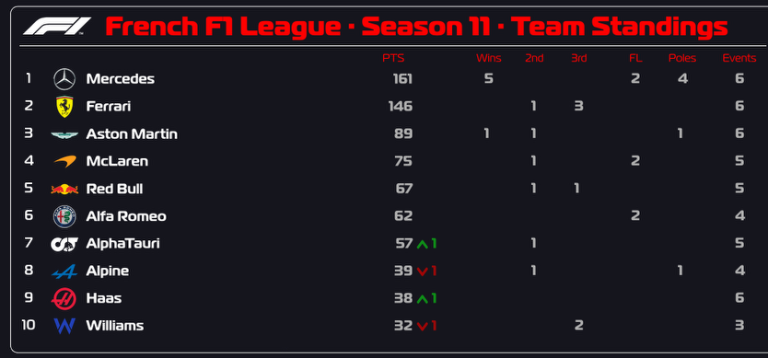 F1 French F1 League · Season 11 · Team Standings
PTS Wins 2nd 3rd FL Poles Events
1 Mercedes 161 5 2 4 6
2 Ferrari 146 1 3 6
3 Aston Martin 89 1 1 1 6
4 McLaren 75 1 2 5
5 Red Bull 67 1 1 5
6 Alfa Romeo 62 2 4
7 AlphaTauri 57 ^ 1 1 5
8 Alpine 39 v 1 1 1 4
9 Haas 38 ^ 1 6
10 Williams 32 v 1 2 3